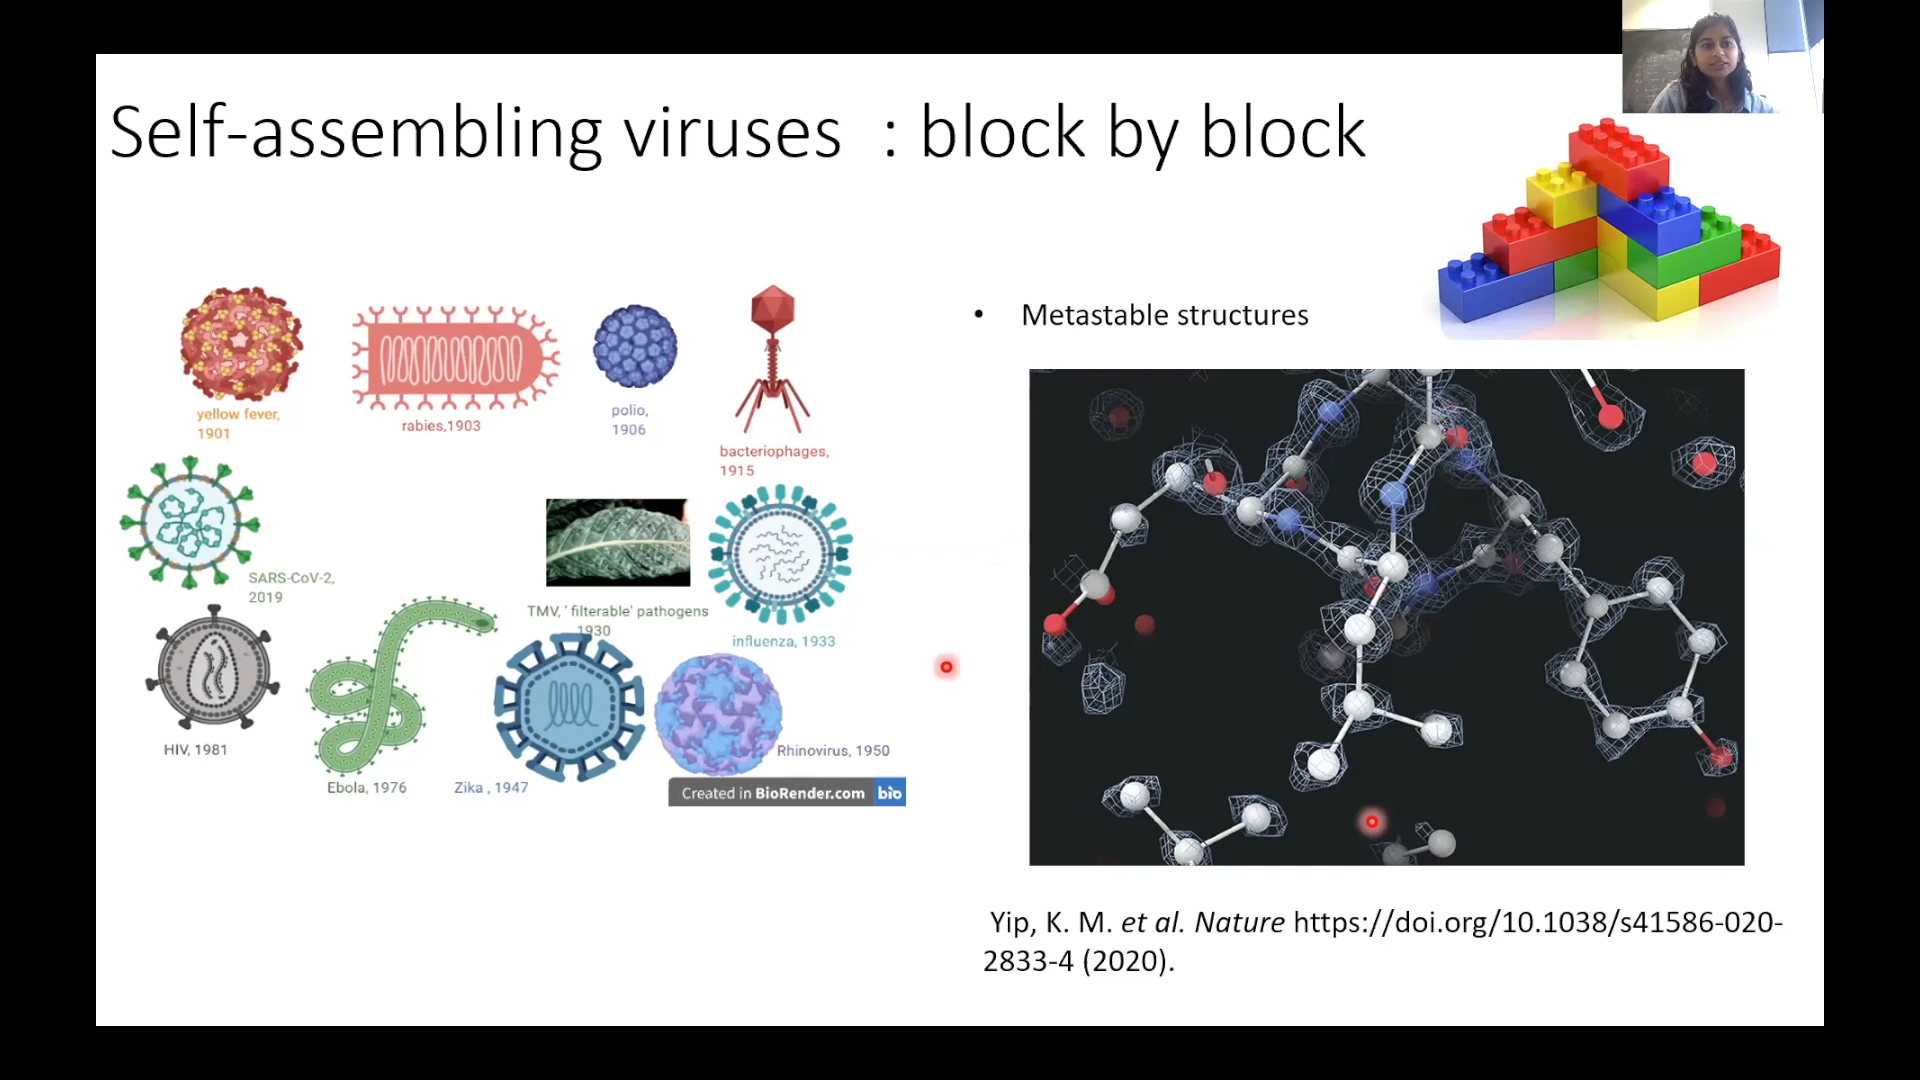 Self-assembling viruses : block by block
• Metastable structures
yellow fever,
1901
rabies,1903
polio,
1906
bacteriophages,
1915
SARS-CoV-2,
2019
TMV, ' filterable' pathogens
1930
influenza, 1933
HIV, 1981
Ebola, 1976
Zika , 1947
Rhinovirus, 1950
Created in BioRender.com bio
Yip, K. M. et al. Nature https://doi.org/10.1038/s41586-020-
2833-4 (2020).